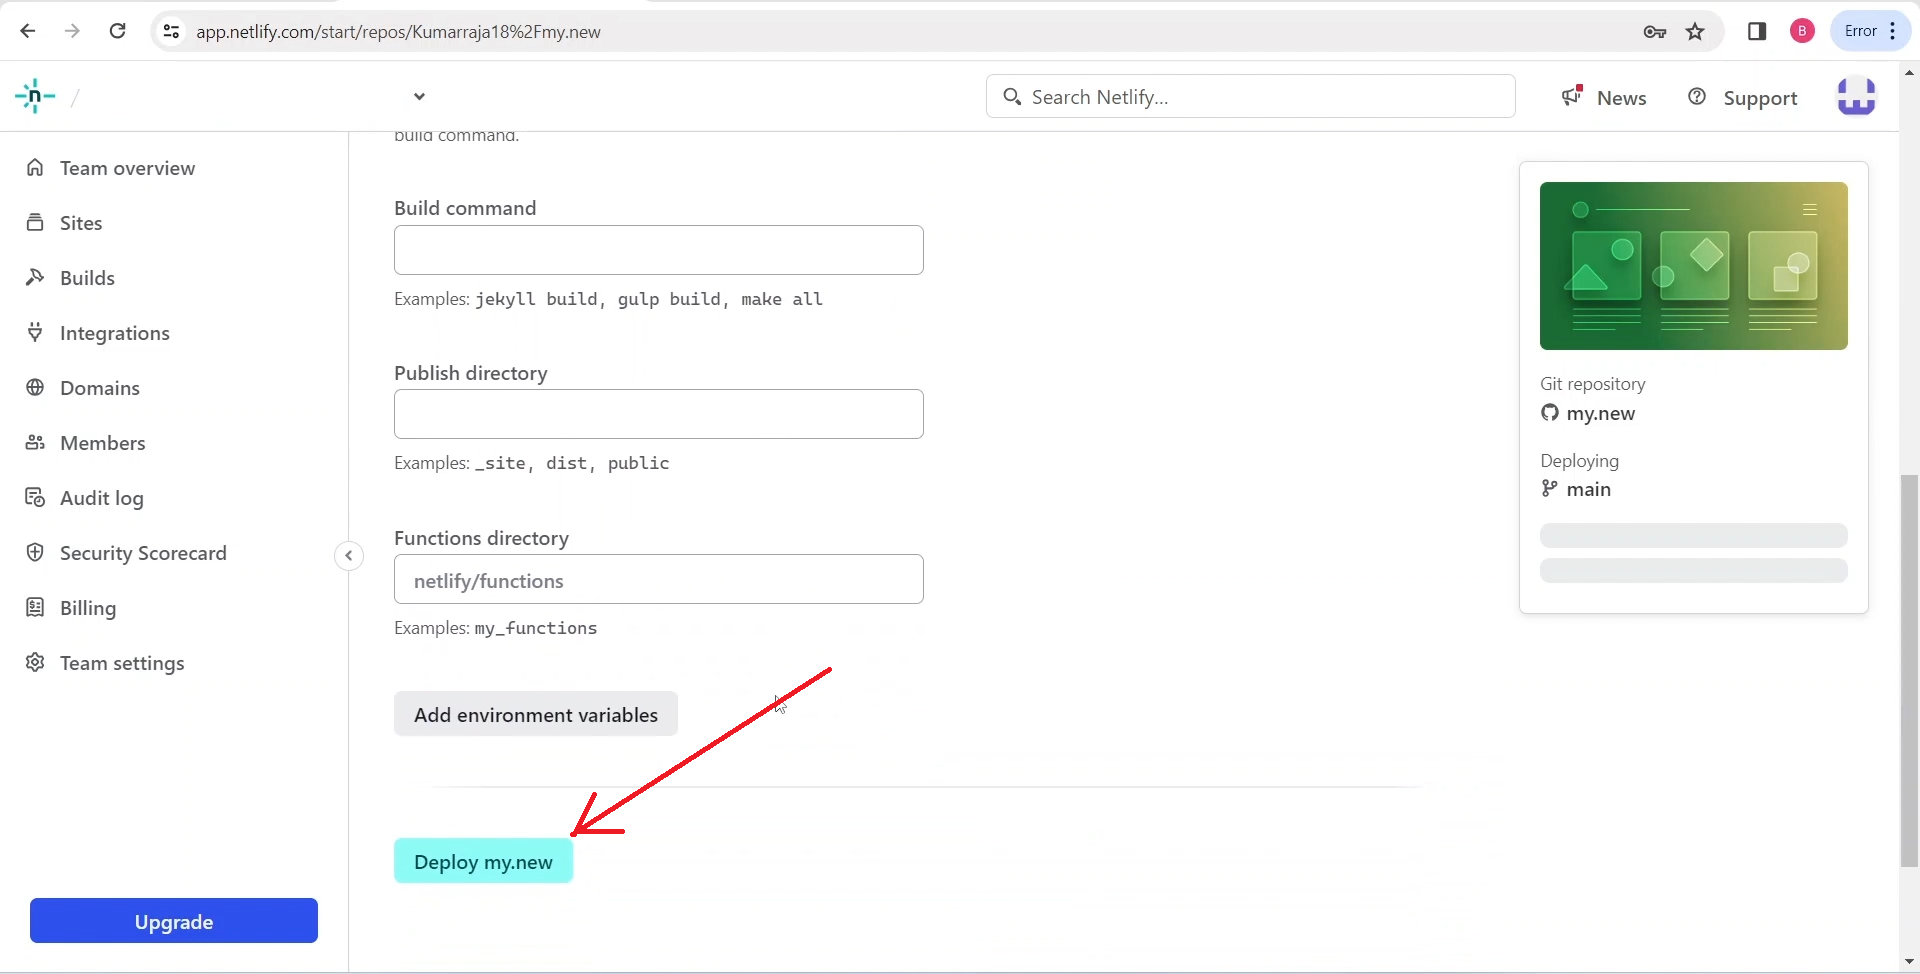 app.netlify.com/start/repos/Kumarraja18%2Fmy.new
B
Error
n /
Search Netlify...
News
Support
build command.
Team overview
Sites
Builds
Integrations
Domains
Members
Audit log
Security Scorecard
Billing
Team settings
Upgrade
Build command
Examples: jekyll build, gulp build, make all
Publish directory
Examples: _site, dist, public
Functions directory
netlify/functions
Examples: my_functions
Add environment variables
Deploy my.new
Git repository
my.new
Deploying
main